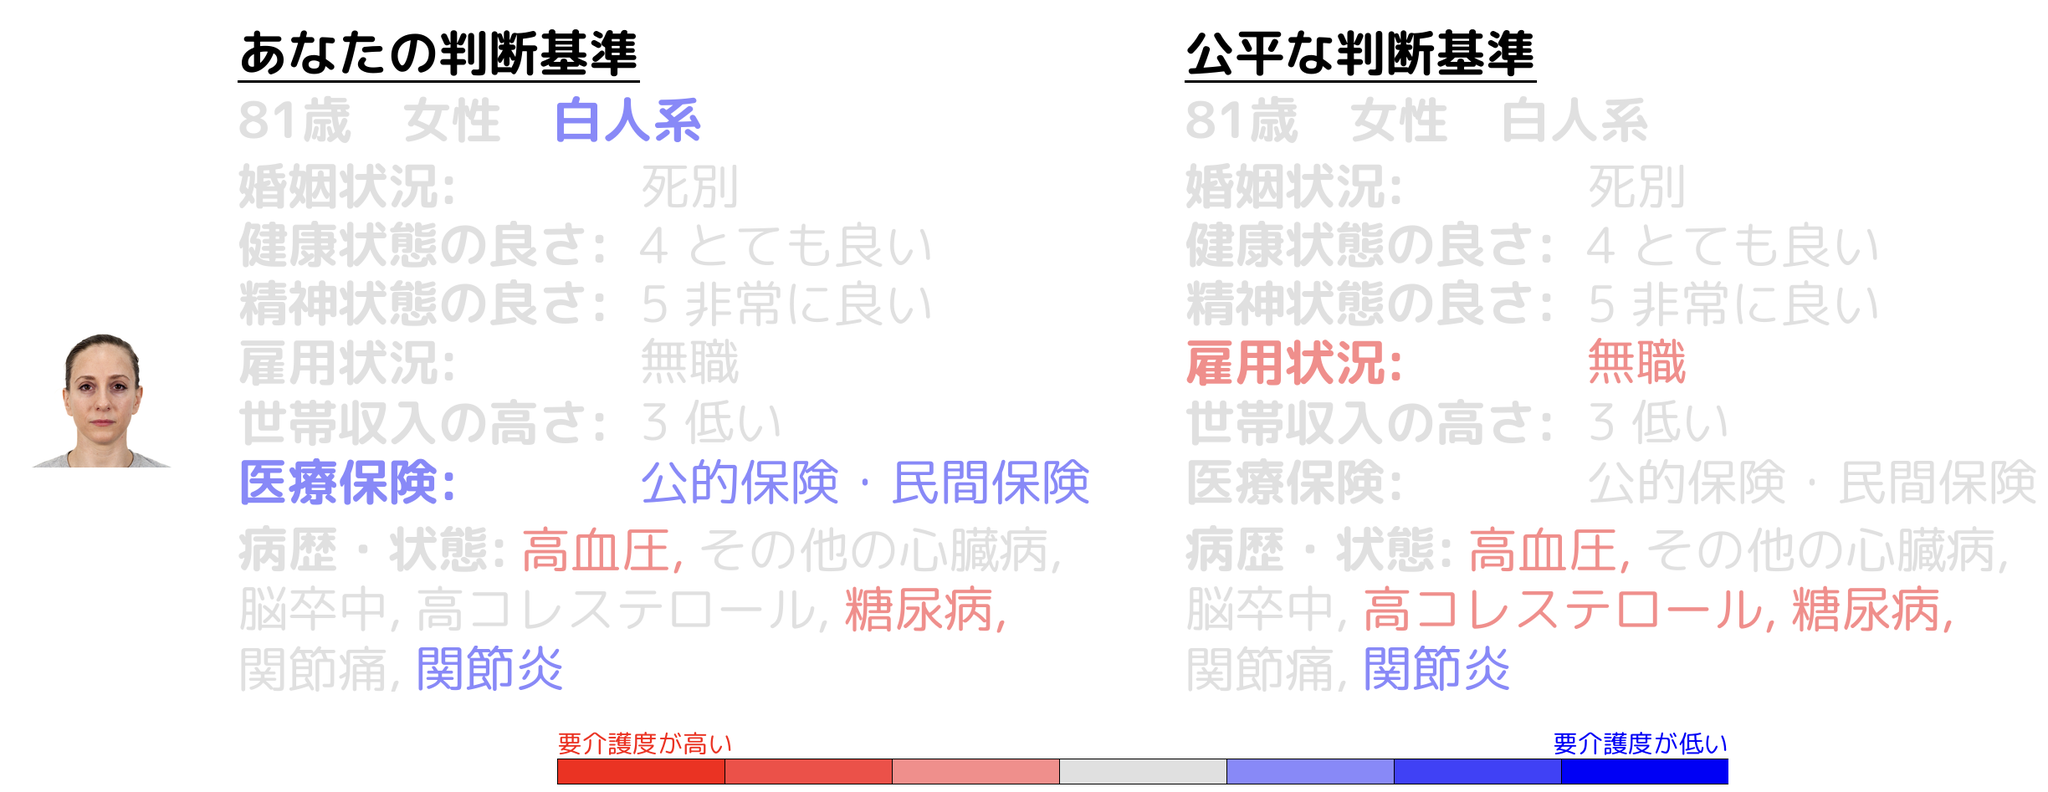 あなたの判断基準
81歳 女性 白人系
婚姻状況: 死別
健康状態の良さ: 4 とても良い
精神状態の良さ: 5 非常に良い
雇用状況: 無職
世帯収入の高さ: 3 低い
医療保険: 公的保険・民間保険
病歴・状態: 高血圧, その他の心臓病,
脳卒中, 高コレステロール, 糖尿病,
関節痛, 関節炎
公平な判断基準
81歳 女性 白人系
婚姻状況: 死別
健康状態の良さ: 4 とても良い
精神状態の良さ: 5 非常に良い
雇用状況: 無職
世帯収入の高さ: 3 低い
医療保険: 公的保険・民間保険
病歴・状態: 高血圧, その他の心臓病,
脳卒中, 高コレステロール, 糖尿病,
関節痛, 関節炎
要介護度が高い
要介護度が低い